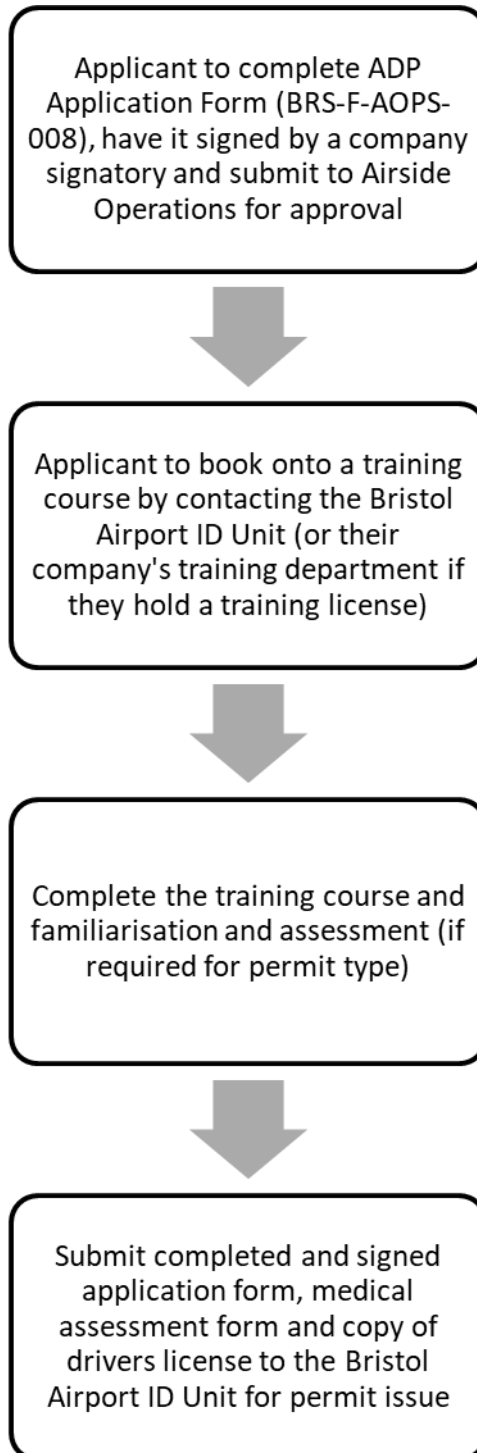 Applicant to complete ADP
Application Form (BRS-F-AOPS-
008), have it signed by a company
signatory and submit to Airside
Operations for approval
Applicant to book onto a training
course by contacting the Bristol
Airport ID Unit (or their
company's training department if
they hold a training license)
Complete the training course and
familiarisation and assessment (if
required for permit type)
Submit completed and signed
application form, medical
assessment form and copy of
drivers license to the Bristol
Airport ID Unit for permit issue